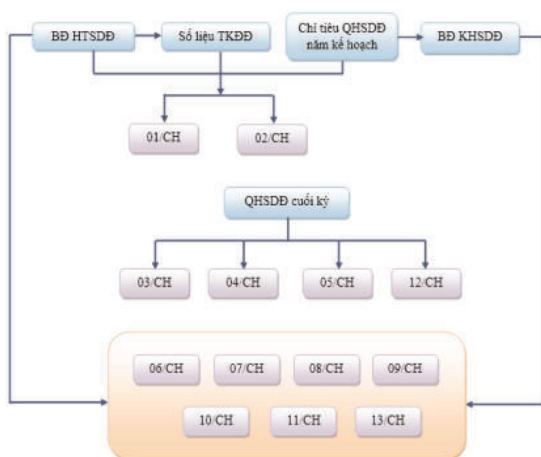 BĐ HTSDĐ
Số liệu TKĐĐ
Chỉ tiêu QHSDĐ
năm kế hoạch
BĐ KHSDĐ
01/CH
02/CH
QHSDĐ cuối kỳ
03/CH
04/CH
05/CH
12/CH
06/CH
07/CH
08/CH
09/CH
10/CH
11/CH
13/CH